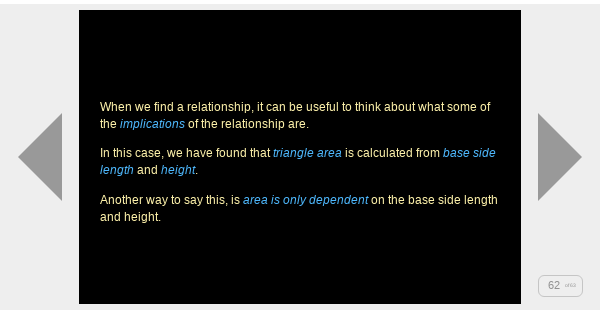 When we find a relationship, it can be useful to think about what some of
the implications of the relationship are.
In this case, we have found that triangle area is calculated from base side
length and height.
Another way to say this, is area is only dependent on the base side length
and height.
62